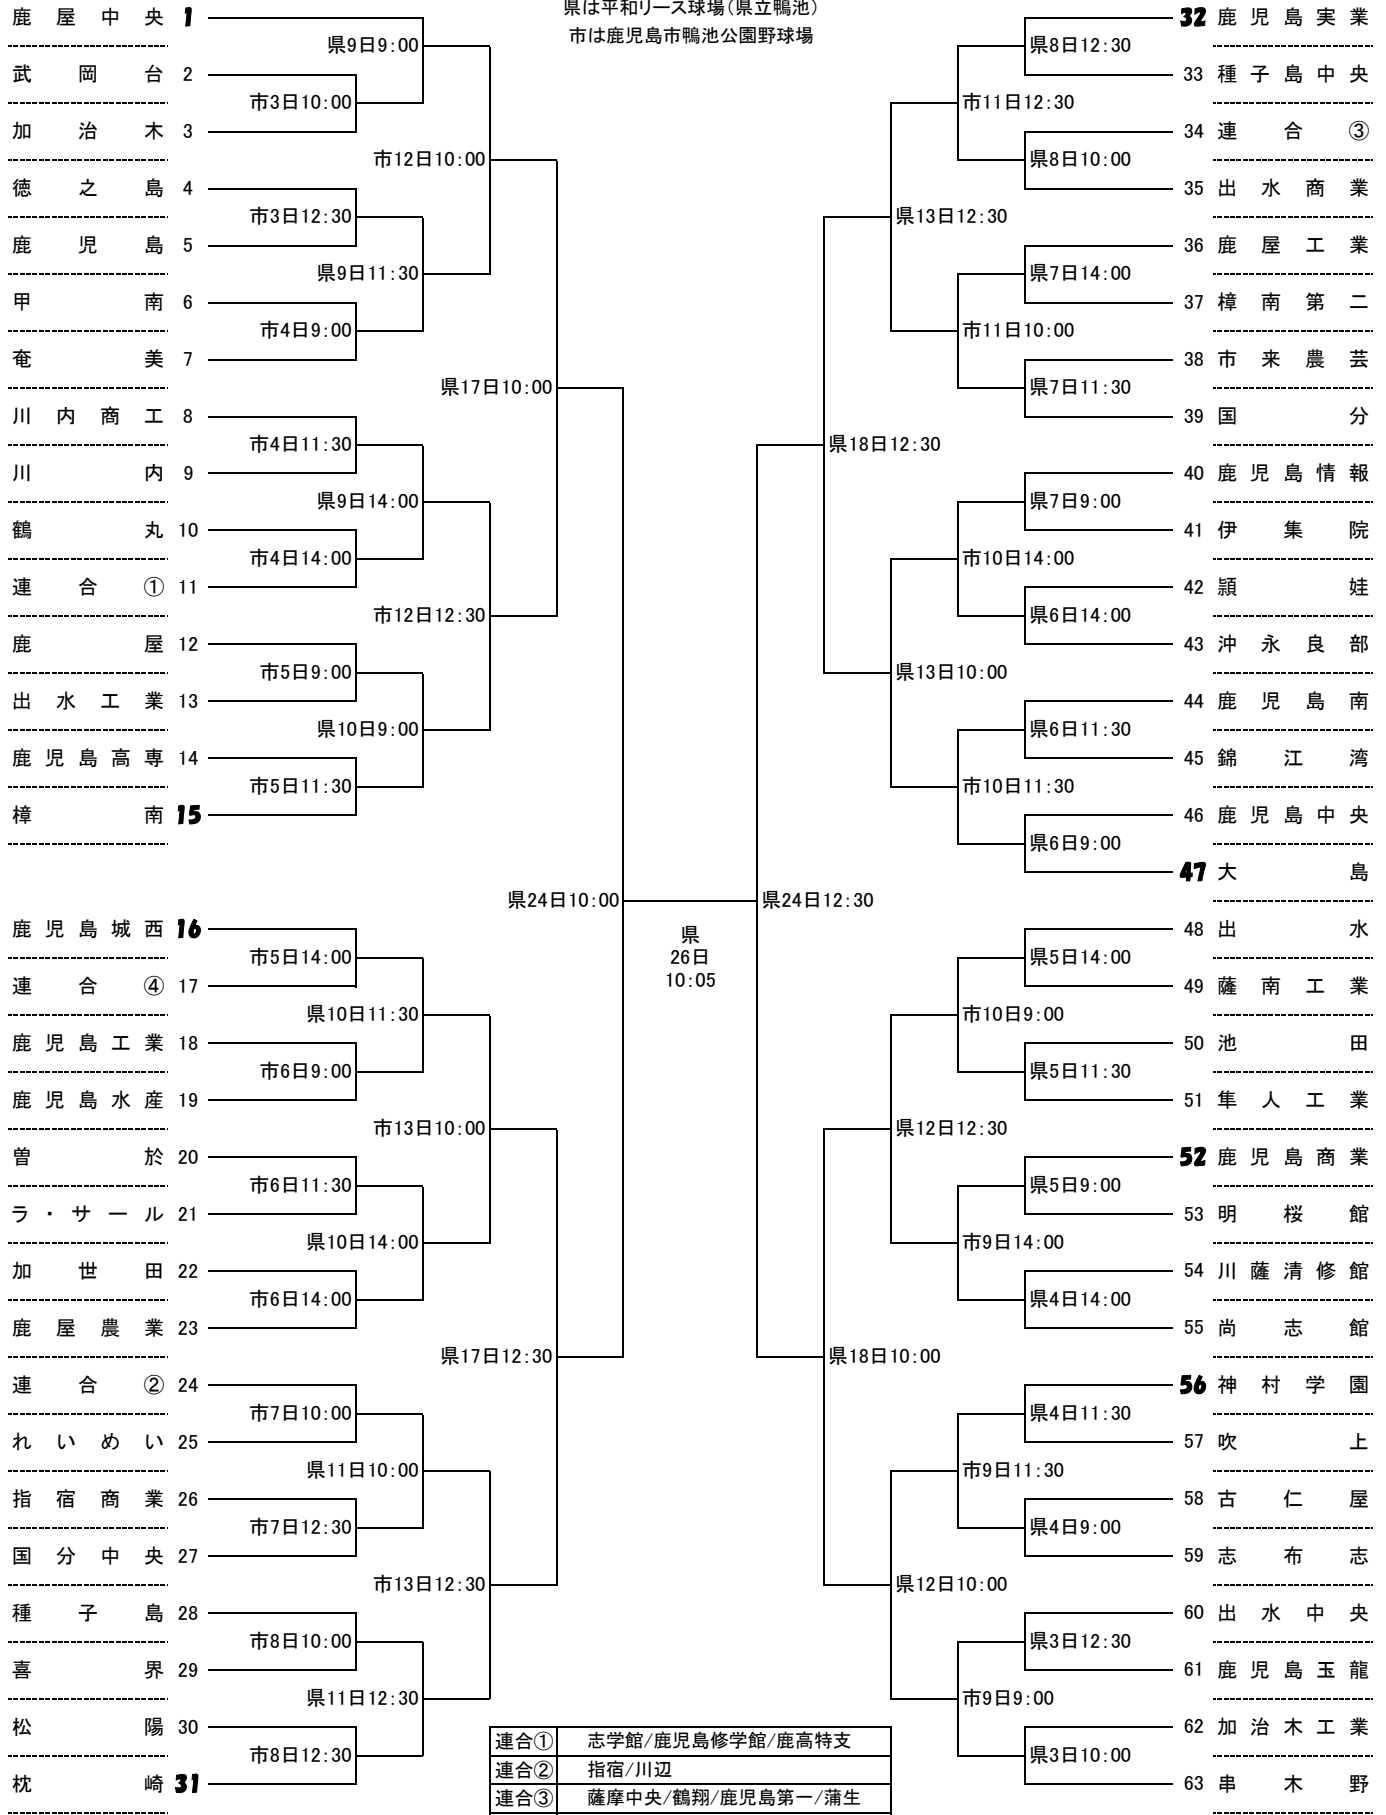 県は平和リース球場(県立鴨池)
市は鹿児島市鴨池公園野球場
鹿屋中央 1
県9日9:00
武岡台 2
市3日10:00
加治木 3
市12日10:00
徳之島 4
市3日12:30
鹿児島 5
県9日11:30
甲南 6
市4日9:00
奄美 7
県17日10:00
川内商工 8
市4日11:30
川内 9
県9日14:00
鶴丸 10
市4日14:00
連合① 11
市12日12:30
鹿屋 12
市5日9:00
出水工業 13
県10日9:00
鹿児島高専 14
市5日11:30
樟南 15
県24日10:00
鹿児島城西 16
市5日14:00
連合④ 17
県10日11:30
鹿児島工業 18
市6日9:00
鹿児島水産 19
市13日10:00
曽於 20
市6日11:30
ラ・サール 21
県10日14:00
加世田 22
市6日14:00
鹿屋農業 23
県17日12:30
連合② 24
市7日10:00
れいめい 25
県11日10:00
指宿商業 26
市7日12:30
国分中央 27
市13日12:30
種子島 28
市8日10:00
喜界 29
県11日12:30
松陽 30
市8日12:30
枕崎 31
県
26日
10:05
32 鹿児島実業
県8日12:30
33 種子島中央
市11日12:30
34 連合③
県8日10:00
35 出水商業
県13日12:30
36 鹿屋工業
県7日14:00
37 樟南第二
市11日10:00
38 市来農芸
県7日11:30
39 国分
県18日12:30
40 鹿児島情報
県7日9:00
41 伊集院
市10日14:00
42 頴娃
県6日14:00
43 沖永良部
県13日10:00
44 鹿児島南
県6日11:30
45 錦江湾
市10日11:30
46 鹿児島中央
県6日9:00
47 大島
県24日12:30
48 出水
県5日14:00
49 薩南工業
市10日9:00
50 池田
県5日11:30
51 隼人工業
県12日12:30
52 鹿児島商業
県5日9:00
53 明桜館
市9日14:00
54 川薩清修館
県4日14:00
55 尚志館
県18日10:00
56 神村学園
県4日11:30
57 吹上
市9日11:30
58 古仁屋
県4日9:00
59 志布志
県12日10:00
60 出水中央
県3日12:30
61 鹿児島玉龍
市9日9:00
62 加治木工業
県3日10:00
63 串木野
連合① 志学館/鹿児島修学館/鹿高特支
連合② 指宿/川辺
連合③ 薩摩中央/鶴翔/鹿児島第一/蒲生